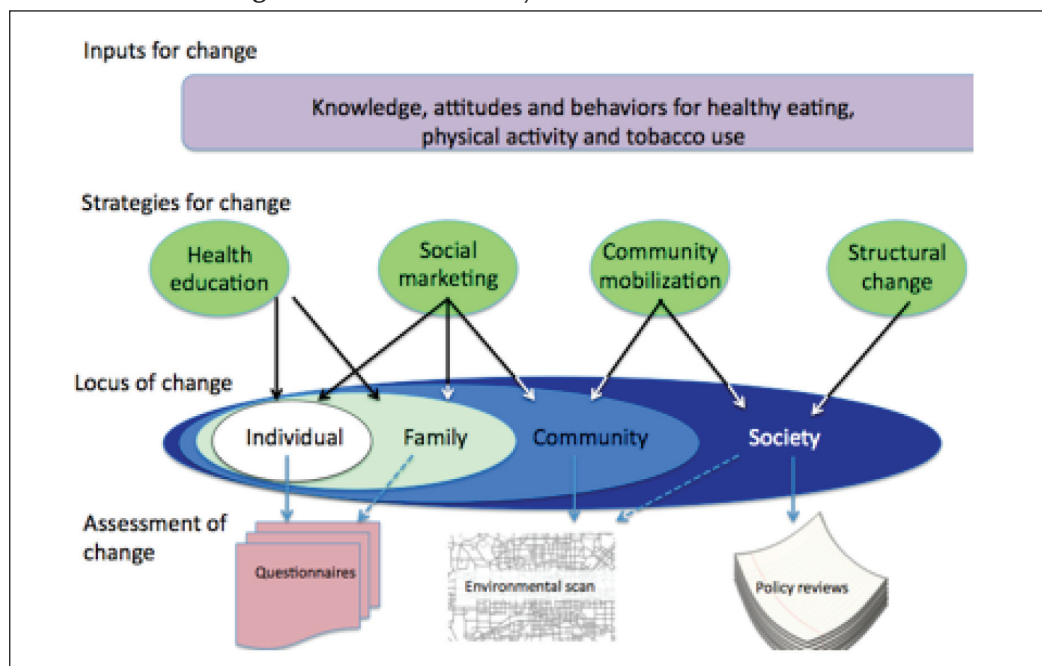 Inputs for change
Knowledge, attitudes and behaviors for healthy eating,
physical activity and tobacco use
Strategies for change
Health
education
Social
marketing
Community
mobilization
Structural
change
Locus of change
Individual
Family
Community
Society
Assessment of
change
Questionnaires
Environmental scan
Policy reviews